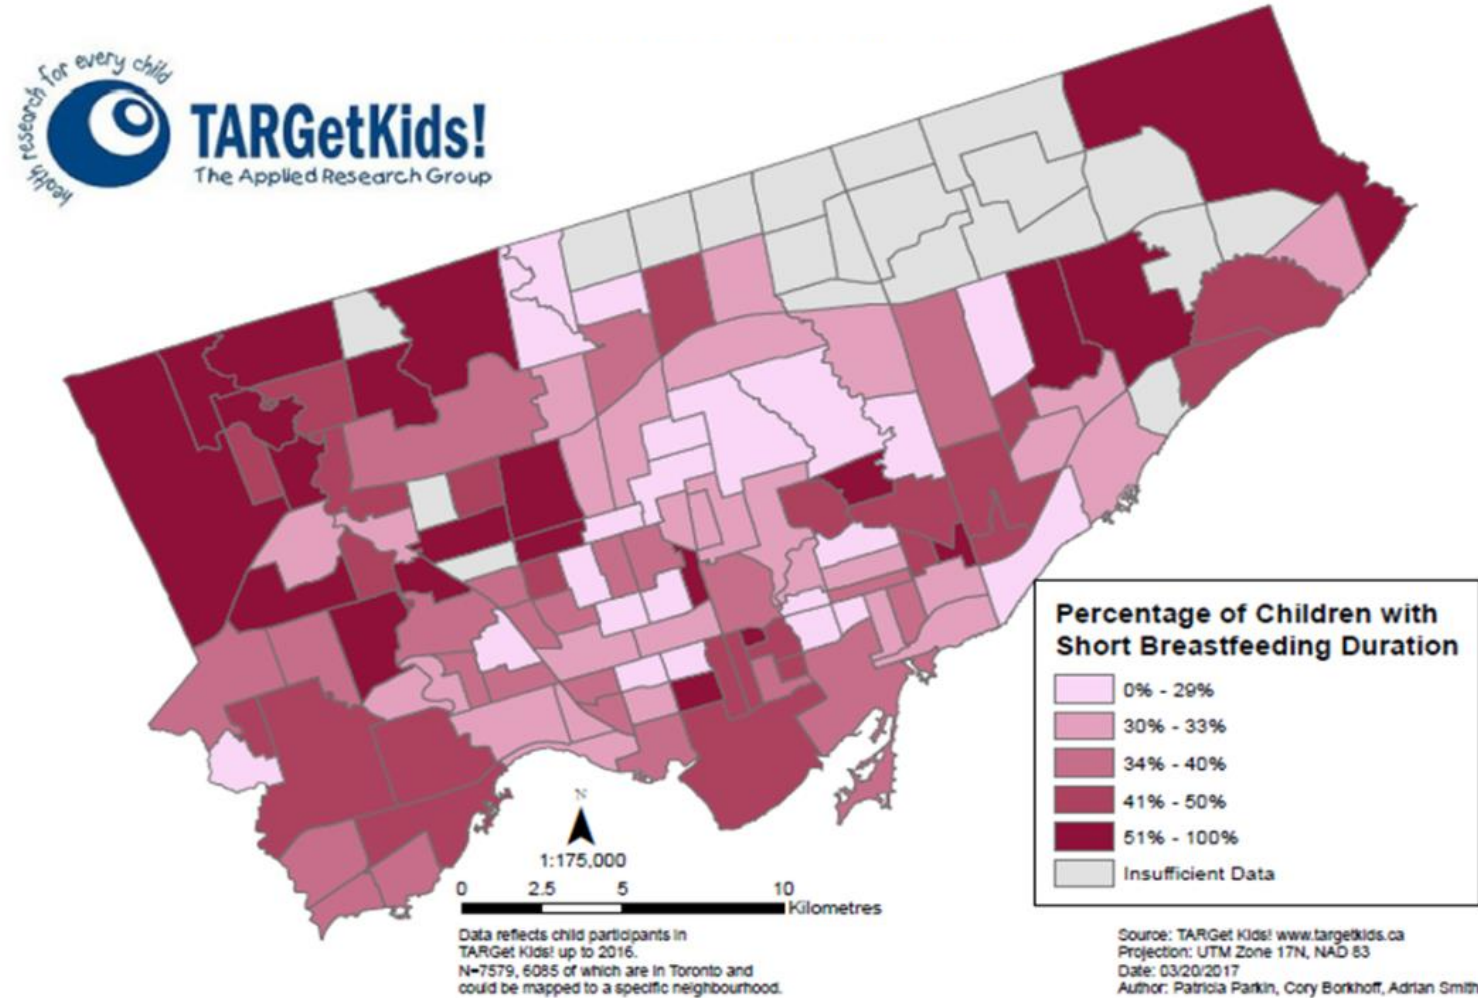 health research for every child
TARGetKids!
The Applied Research Group
Percentage of Children with
Short Breastfeeding Duration
0% - 29%
30% - 33%
34% - 40%
41% - 50%
51% - 100%
Insufficient Data
N
1:175,000
0 2.5 5 10
Kilometres
Data reflects child participants in
TARGet Kids! up to 2016.
N=7579, 6085 of which are in Toronto and
could be mapped to a specific neighbourhood.
Source: TARGet Kids! www.targetkids.ca
Projection: UTM Zone 17N, NAD 83
Date: 03/20/2017
Author: Patricia Parkin, Cory Borkhoff, Adrian Smith